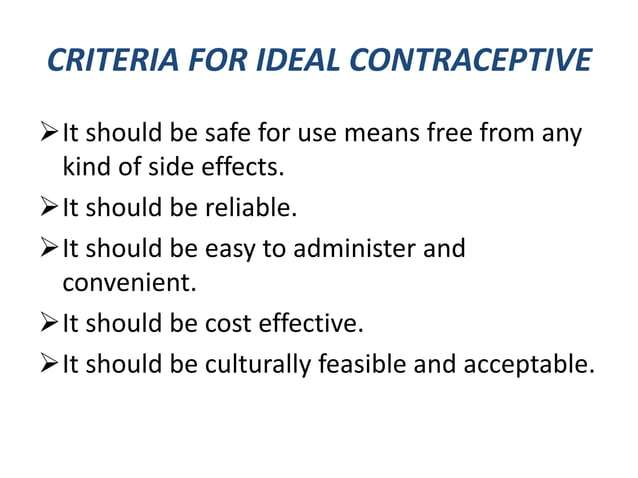 CRITERIA FOR IDEAL CONTRACEPTIVE
➢It should be safe for use means free from any
kind of side effects.
➢It should be reliable.
➢It should be easy to administer and
convenient.
➢It should be cost effective.
➢It should be culturally feasible and acceptable.